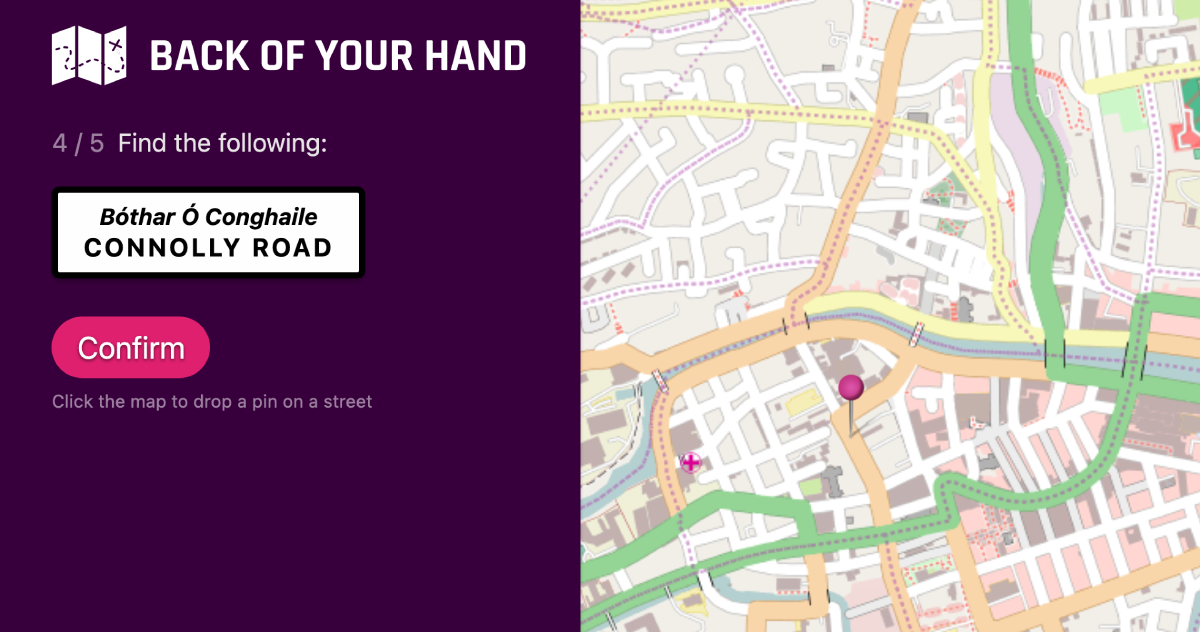 BACK OF YOUR HAND
4 / 5 Find the following:
Bóthar Ó Conghaile
CONNOLLY ROAD
Confirm
Click the map to drop a pin on a street